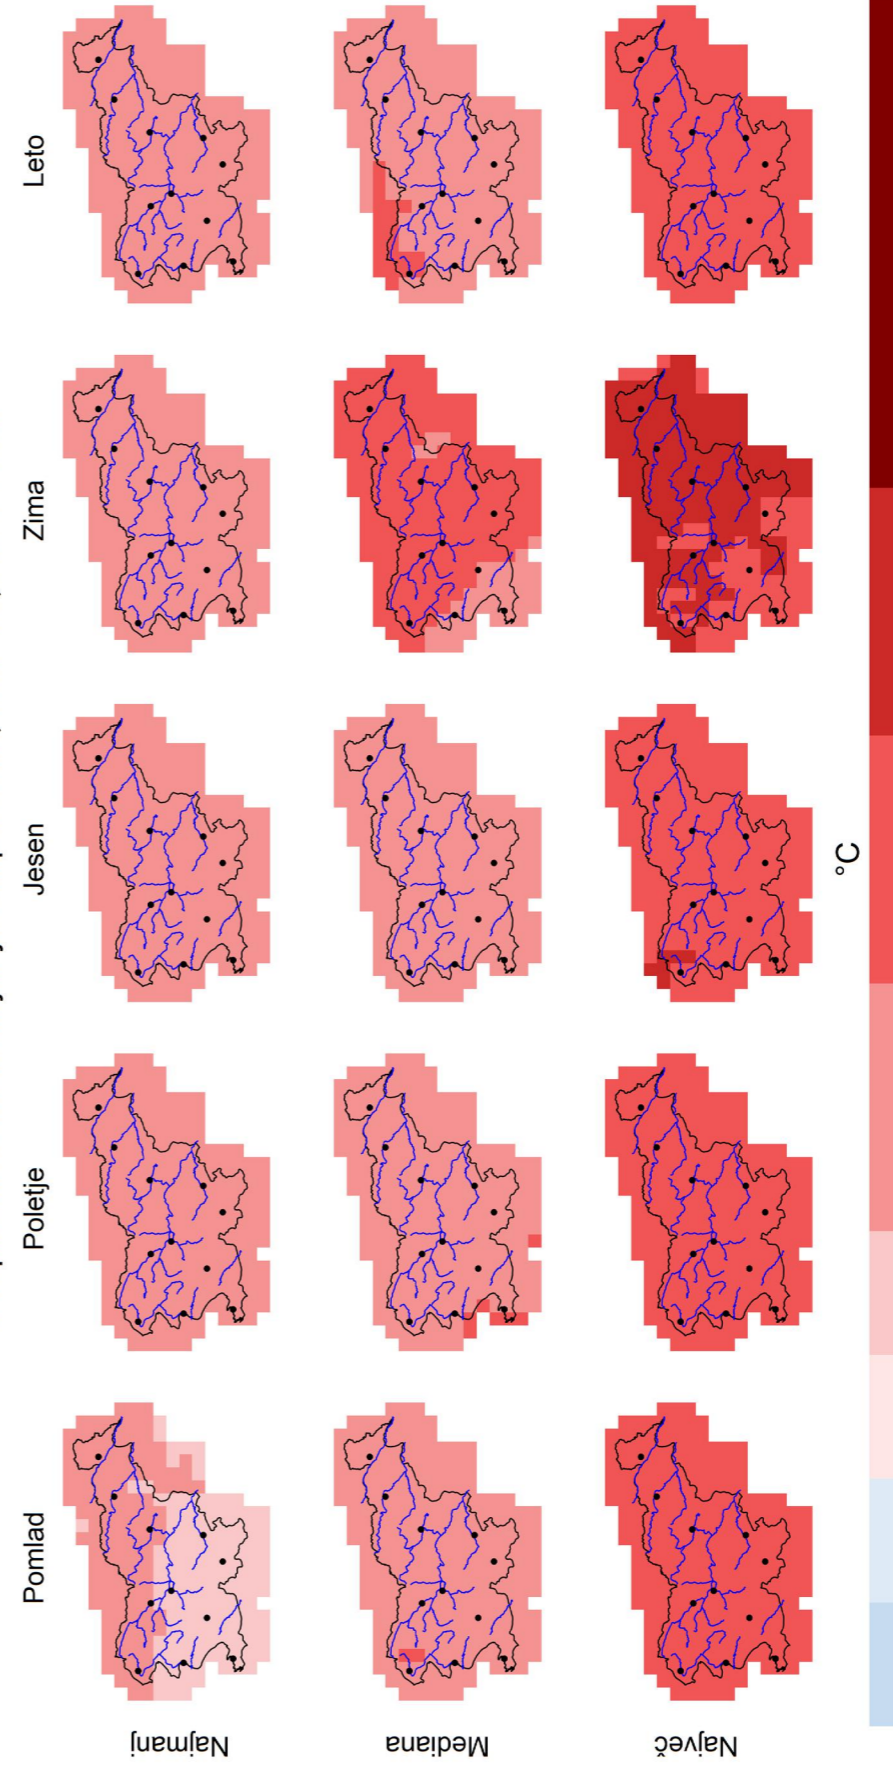 Leto
Zima
Jesen
Poletje
Pomlad
Najmanj
Mediana
Največ
°C